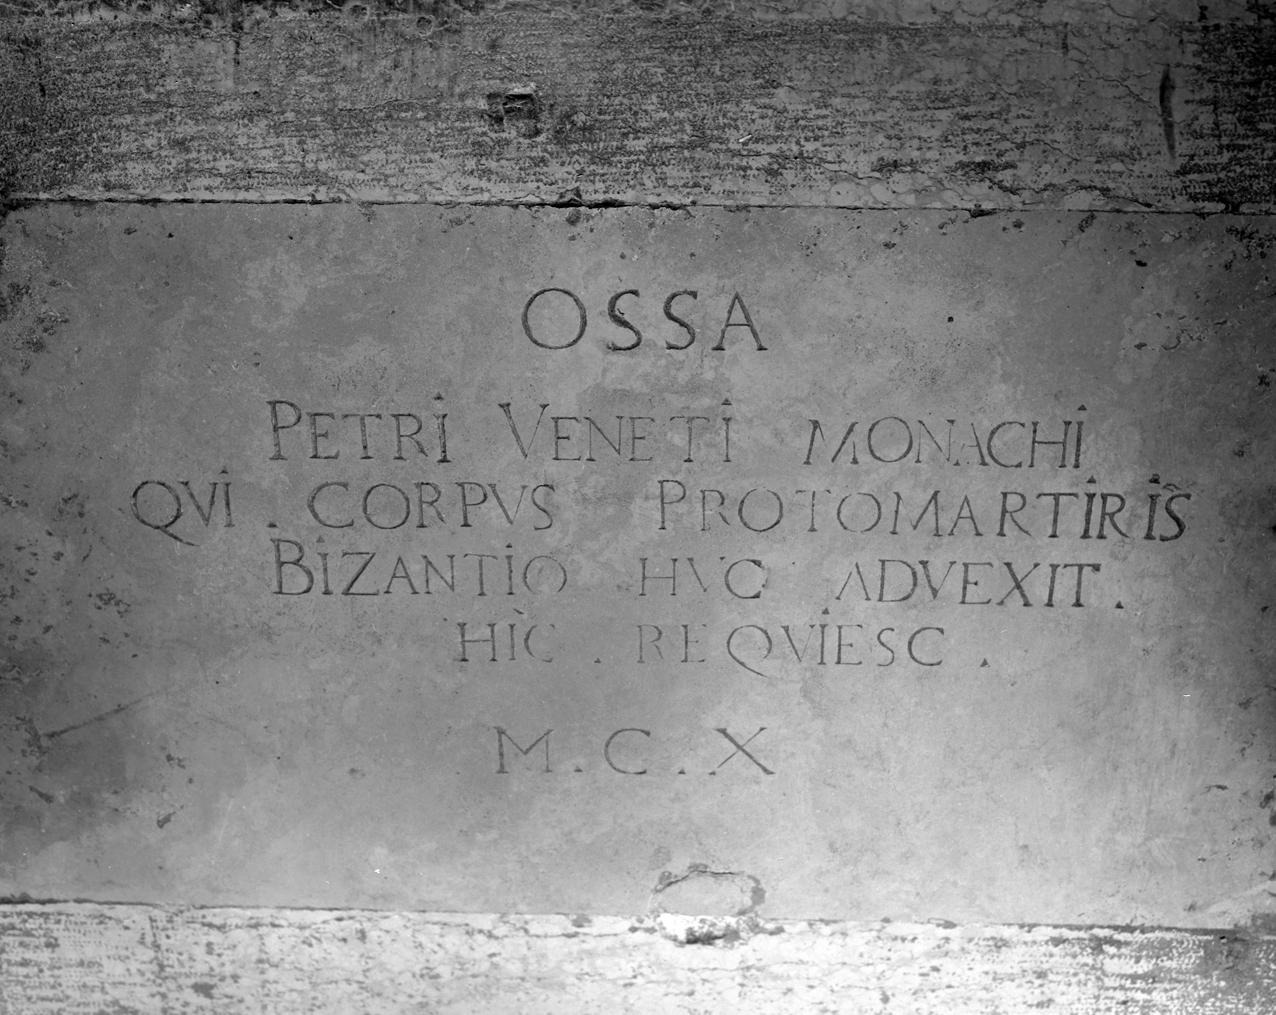 OSSA
PETRI VENETI MONACHI
QVI . CORPVS PROTOMARTIRIS
BIZANTIO HVC ADVEXIT .
HIC . REQVIESC .
M . C . X